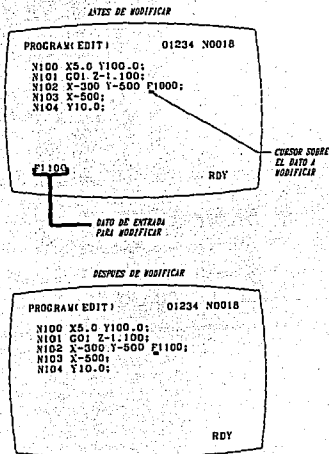 ANTES DE MODIFICAR
PROGRAM(EDIT) 01234 N0018
N100 X5.0 Y100.0;
N101 G01 Z-1.100;
N102 X-300 Y-500 F1000;
N103 X-500;
N104 Y10.0;
CURSOR SOBRE
EL DATO A
MODIFICAR
F1100
RDY
DATO DE ENTRADA
PARA MODIFICAR
DESPUES DE MODIFICAR
PROGRAM(EDIT) 01234 N0018
N100 X5.0 Y100.0;
N101 G01 Z-1.100;
N102 X-300 Y-500 F1100;
N103 X-500;
N104 Y10.0;
RDY